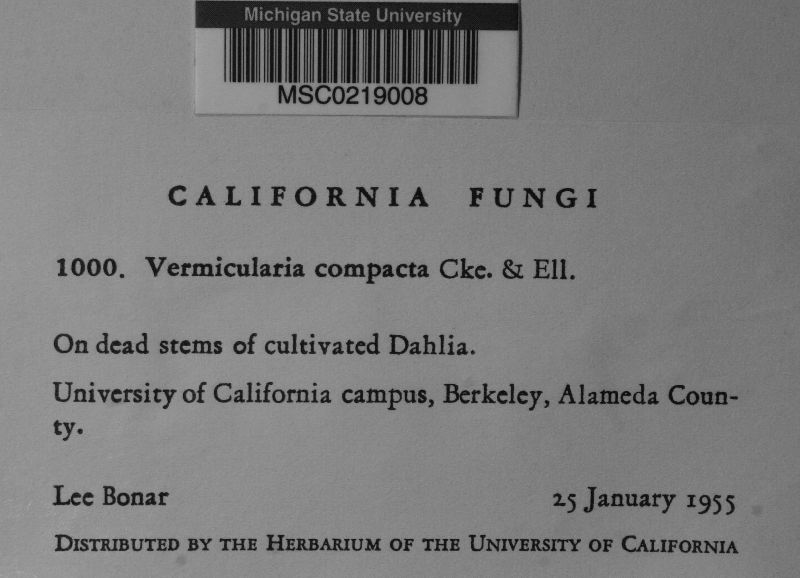 Michigan State University
MSC0219008
CALIFORNIA FUNGI
1000. Vermicularia compacta Cke. & Ell.
On dead stems of cultivated Dahlia.
University of California campus, Berkeley, Alameda Coun-
ty.
Lee Bonar 25 January 1955
DISTRIBUTED BY THE HERBARIUM OF THE UNIVERSITY OF CALIFORNIA